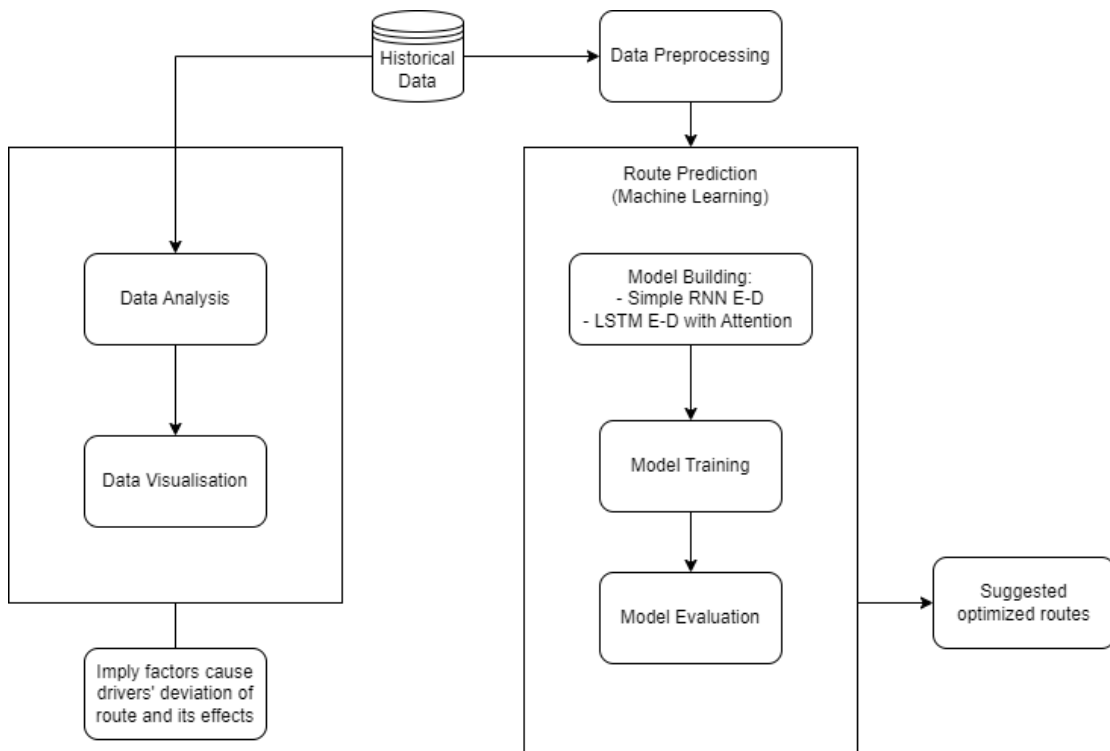 Historical
Data
Data Preprocessing
Route Prediction
(Machine Learning)
Data Analysis
Model Building:
- Simple RNN E-D
- LSTM E-D with Attention
Data Visualisation
Model Training
Model Evaluation
Suggested
optimized routes
Imply factors cause
drivers' deviation of
route and its effects